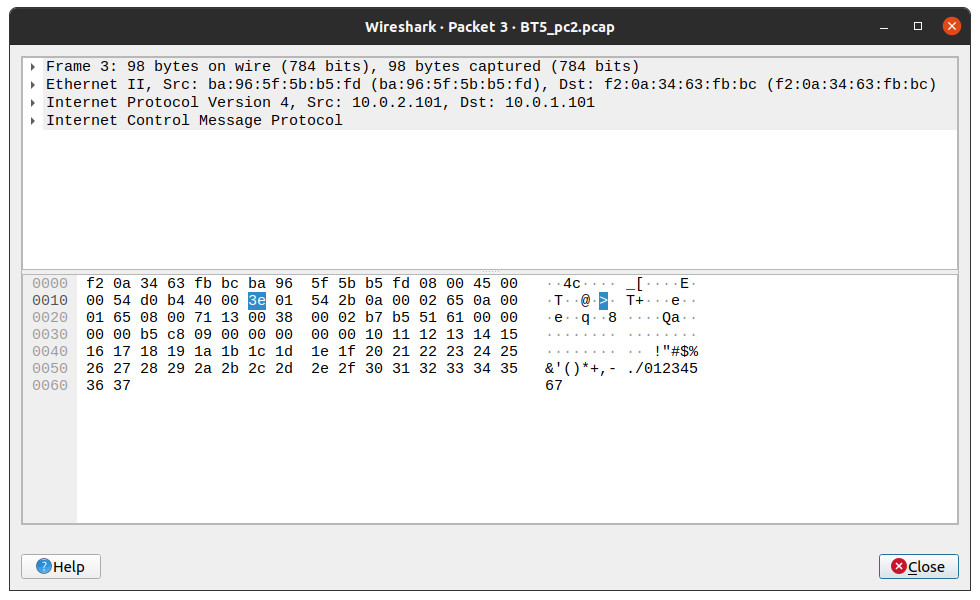 Wireshark · Packet 3 · BT5_pc2.pcap
Frame 3: 98 bytes on wire (784 bits), 98 bytes captured (784 bits)
Ethernet II, Src: ba:96:5f:5b:b5:fd (ba:96:5f:5b:b5:fd), Dst: f2:0a:34:63:fb:bc (f2:0a:34:63:fb:bc)
Internet Protocol Version 4, Src: 10.0.2.101, Dst: 10.0.1.101
Internet Control Message Protocol
0000 f2 0a 34 63 fb bc ba 96 5f 5b b5 fd 08 00 45 00 ··4c···· _[····E·
0010 00 54 d0 b4 40 00 3e 01 54 2b 0a 00 02 65 0a 00 ·T··@·>· T+···e··
0020 01 65 08 00 71 13 00 38 00 02 b7 b5 51 61 00 00 ·e··q··8 ····Qa··
0030 00 00 b5 c8 09 00 00 00 00 00 10 11 12 13 14 15 ········ ········
0040 16 17 18 19 1a 1b 1c 1d 1e 1f 20 21 22 23 24 25 ········ ·· !"#$%
0050 26 27 28 29 2a 2b 2c 2d 2e 2f 30 31 32 33 34 35 &'()*+,- ./012345
0060 36 37 67
Help
Close